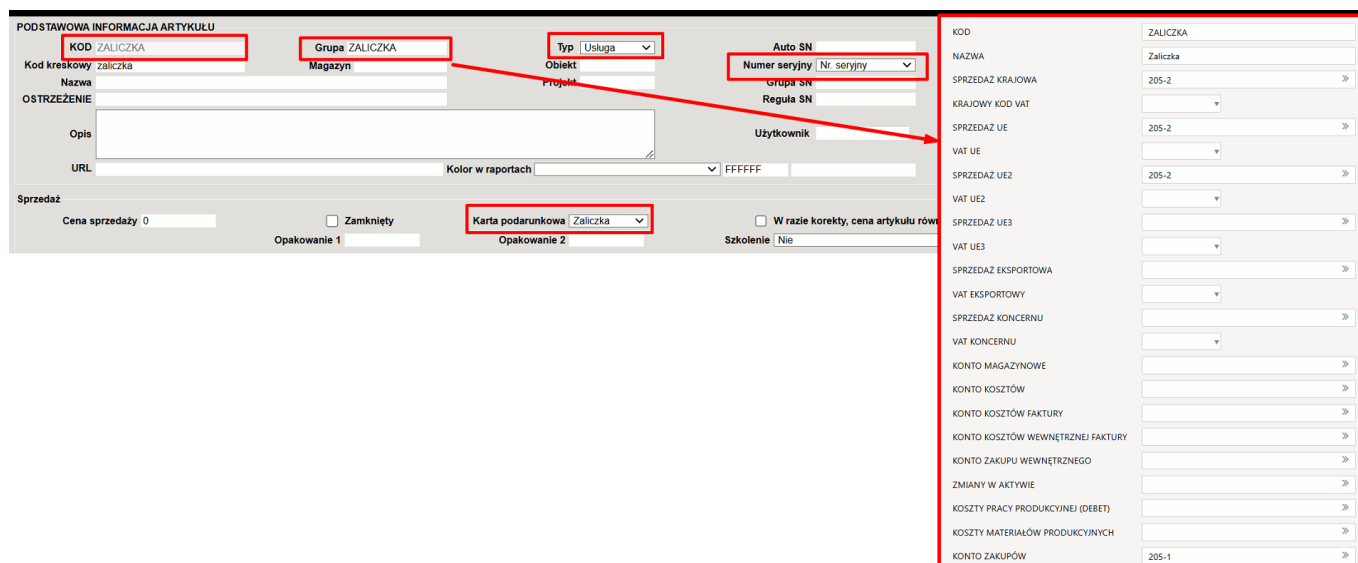 PODSTAWOWA INFORMACJA ARTYKUŁU
KOD ZALICZKA Grupa ZALICZKA Typ Usługa Auto SN
Kod kreskowy zaliczka Magazyn Obiekt Numer seryjny Nr. seryjny
Nazwa Projekt Grupa SN
OSTRZEŻENIE Reguła SN
Opis Użytkownik
URL Kolor w raportach FFFFFF
Sprzedaż
Cena sprzedaży 0 Zamknięty Karta podarunkowa Zaliczka W razie korekty, cena artykułu równ
Opakowanie 1 Opakowanie 2 Szkolenie Nie
KOD ZALICZKA
NAZWA Zaliczka
SPRZEDAŻ KRAJOWA 205-2
KRAJOWY KOD VAT
SPRZEDAŻ UE 205-2
VAT UE
SPRZEDAŻ UE2 205-2
VAT UE2
SPRZEDAŻ UE3
VAT UE3
SPRZEDAŻ EKSPORTOWA
VAT EKSPORTOWY
SPRZEDAŻ KONCERNU
VAT KONCERNU
KONTO MAGAZYNOWE
KONTO KOSZTÓW
KONTO KOSZTÓW FAKTURY
KONTO KOSZTÓW WEWNĘTRZNEJ FAKTURY
KONTO ZAKUPU WEWNĘTRZNEGO
ZMIANY W AKTYWIE
KOSZTY PRACY PRODUKCYJNEJ (DEBET)
KOSZTY MATERIAŁÓW PRODUKCYJNYCH
KONTO ZAKUPÓW 205-1